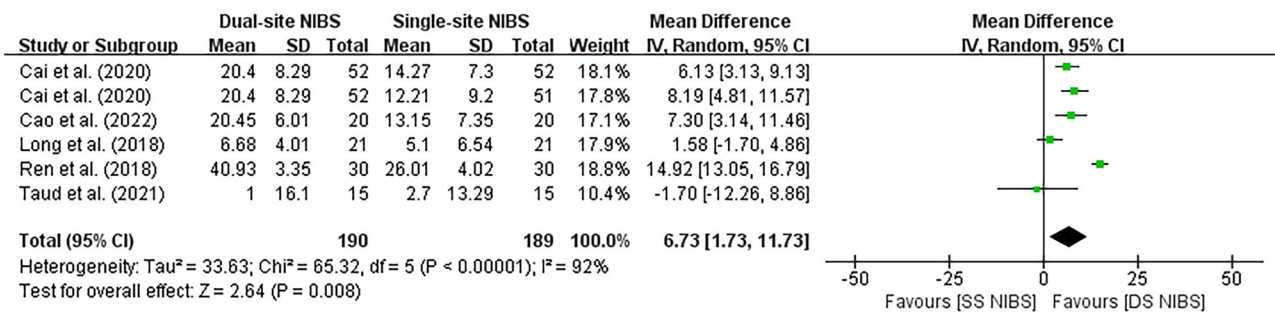 Dual-site NIBS Single-site NIBS Mean Difference Mean Difference
Study or Subgroup Mean SD Total Mean SD Total Weight IV, Random, 95% CI IV, Random, 95% CI
Cai et al. (2020) 20.4 8.29 52 14.27 7.3 52 18.1% 6.13 [3.13, 9.13]
Cai et al. (2020) 20.4 8.29 52 12.21 9.2 51 17.8% 8.19 [4.81, 11.57]
Cao et al. (2022) 20.45 6.01 20 13.15 7.35 20 17.1% 7.30 [3.14, 11.46]
Long et al. (2018) 6.68 4.01 21 5.1 6.54 21 17.9% 1.58 [-1.70, 4.86]
Ren et al. (2018) 40.93 3.35 30 26.01 4.02 30 18.8% 14.92 [13.05, 16.79]
Taud et al. (2021) 1 16.1 15 2.7 13.29 15 10.4% -1.70 [-12.26, 8.86]
Total (95% CI) 190 189 100.0% 6.73 [1.73, 11.73]
Heterogeneity: Tau² = 33.63; Chi² = 65.32, df = 5 (P < 0.00001); I² = 92%
Test for overall effect: Z = 2.64 (P = 0.008)
-50 -25 0 25 50
Favours [SS NIBS] Favours [DS NIBS]